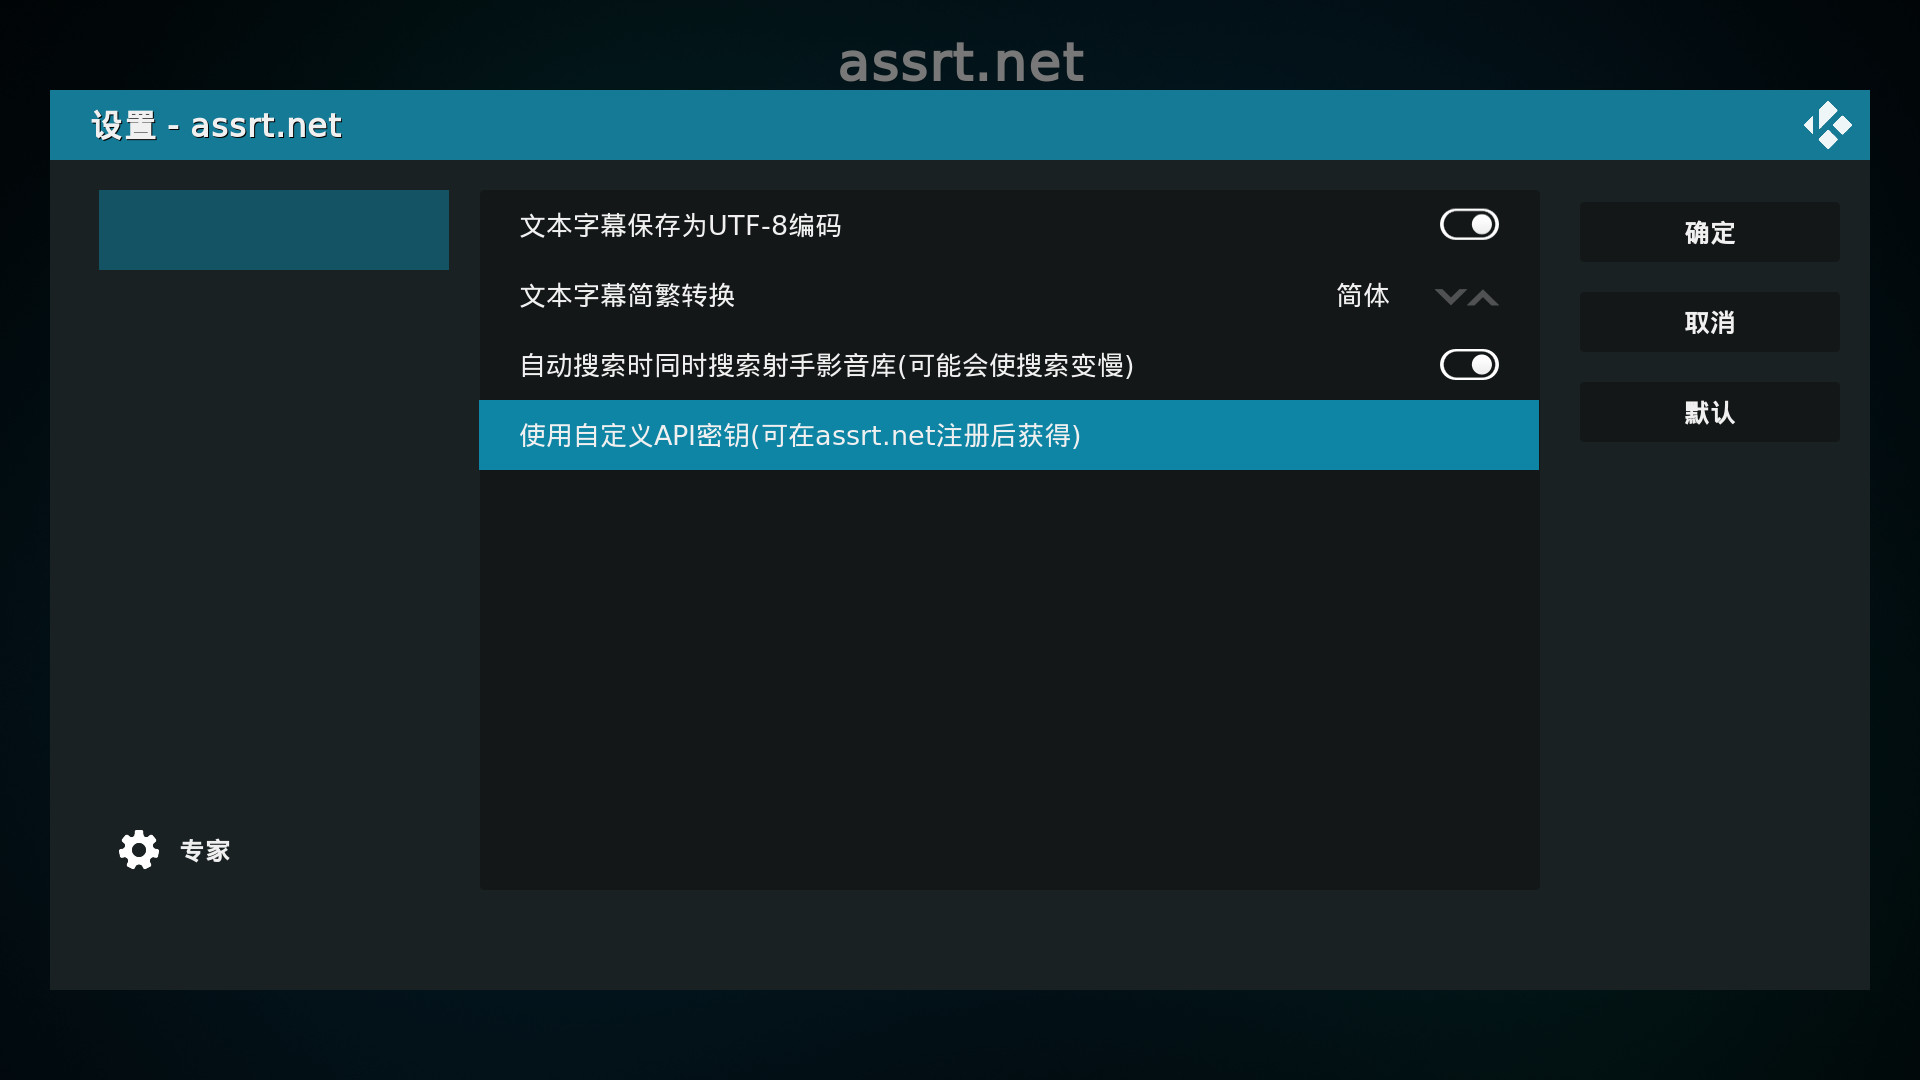 assrt.net
设置 - assrt.net
文本字幕保存为UTF-8编码
文本字幕简繁转换 简体
自动搜索时同时搜索射手影音库(可能会使搜索变慢)
使用自定义API密钥(可在assrt.net注册后获得)
确定
取消
默认
专家